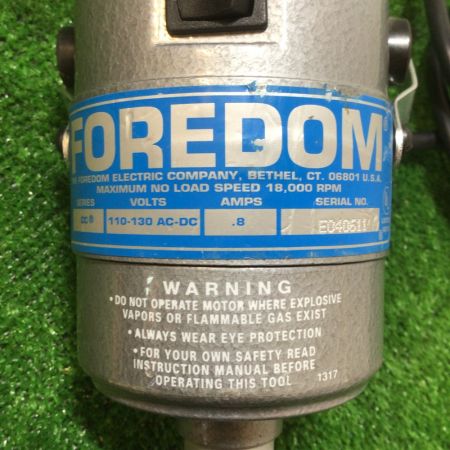 FOREDOM
THE FOREDOM ELECTRIC COMPANY, BETHEL, CT. 06801 U.S.A.
MAXIMUM NO LOAD SPEED 18,000 RPM
SERIES VOLTS AMPS SERIAL NO.
CC® 110-130 AC-DC .8
WARNING
•DO NOT OPERATE MOTOR WHERE EXPLOSIVE
VAPORS OR FLAMMABLE GAS EXIST
•ALWAYS WEAR EYE PROTECTION
•FOR YOUR OWN SAFETY READ
INSTRUCTION MANUAL BEFORE
OPERATING THIS TOOL 1317